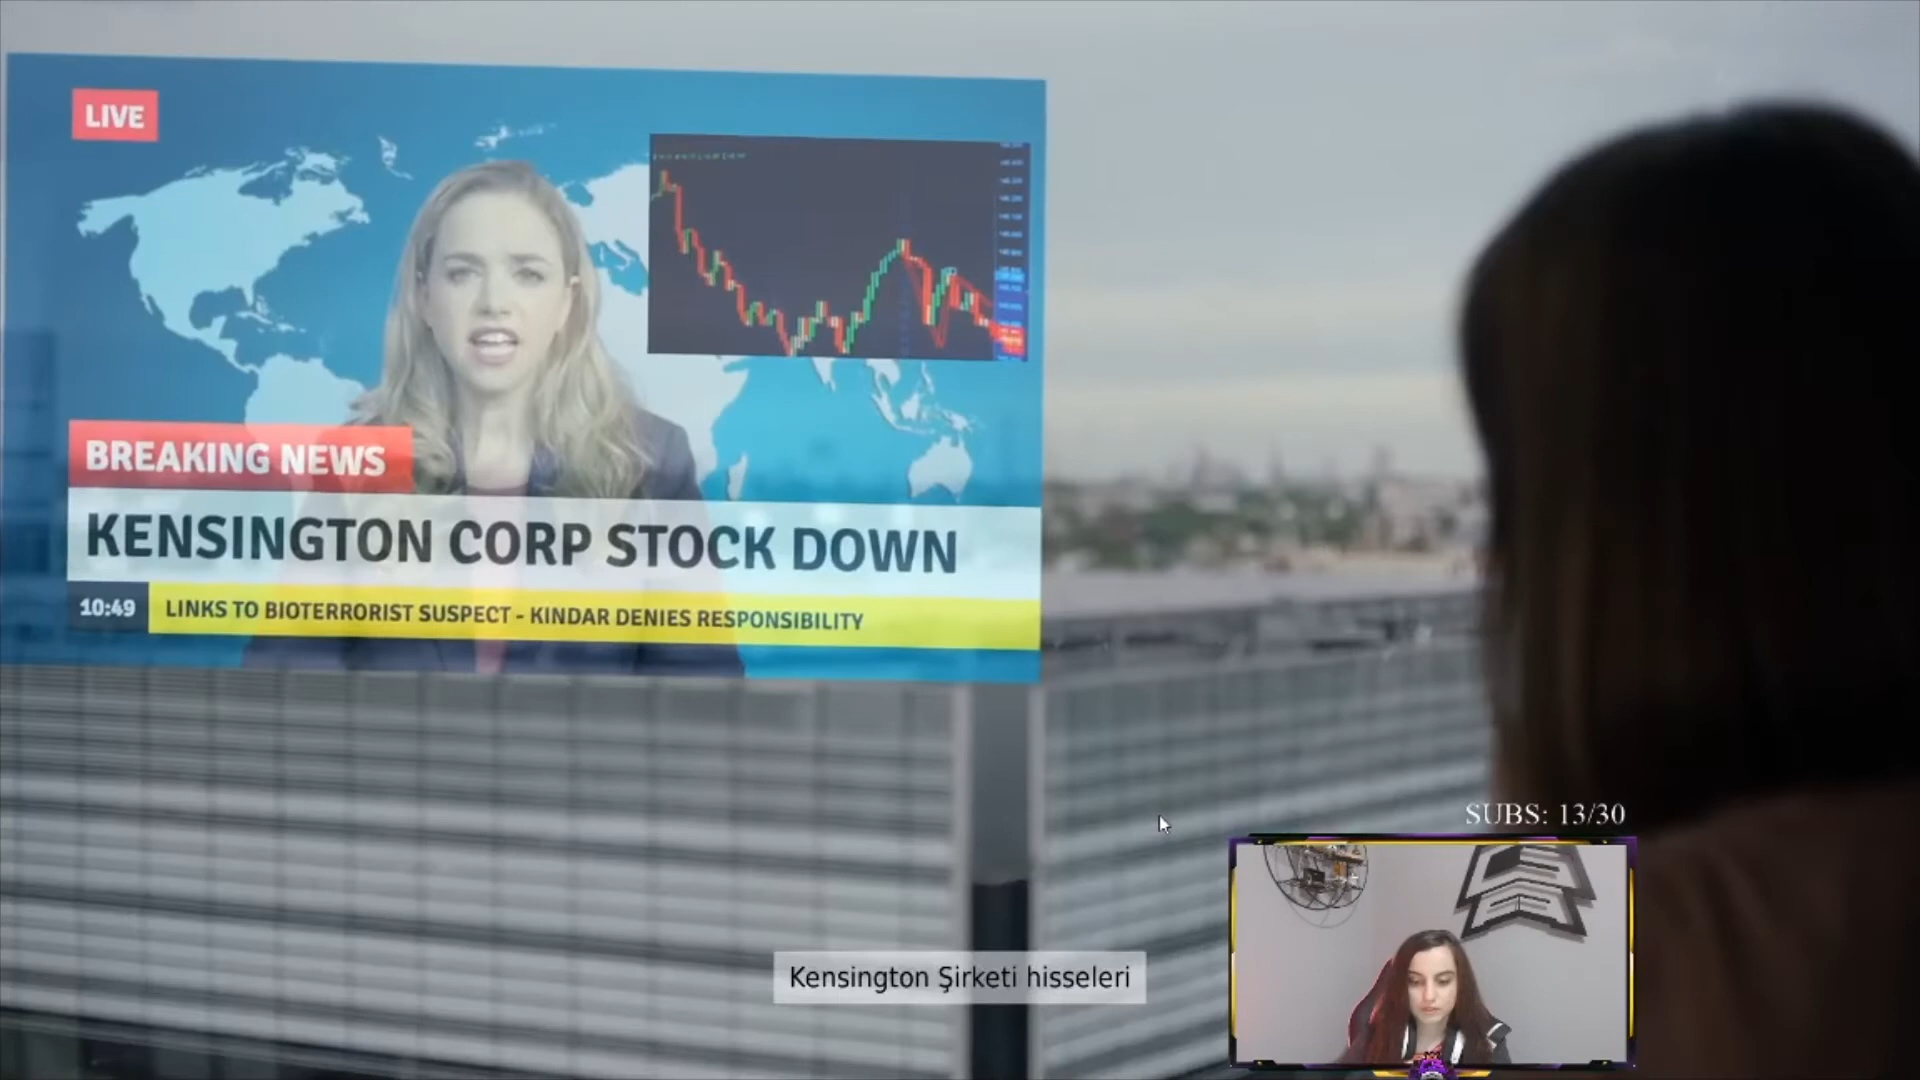 LIVE
BREAKING NEWS
KENSINGTON CORP STOCK DOWN
10:49 LINKS TO BIOTERRORIST SUSPECT - KINDAR DENIES RESPONSIBILITY
SUBS: 13/30
Kensington Şirketi hisseleri